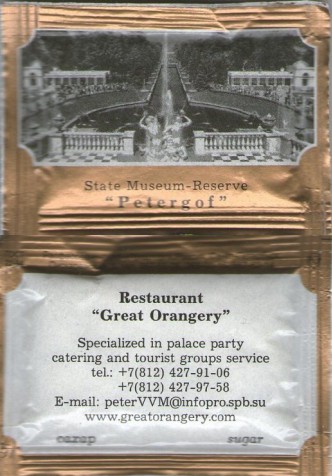 State Museum-Reserve
"Petergof"
Restaurant
"Great Orangery"
Specialized in palace party
catering and tourist groups service
tel.: +7(812) 427-91-06
+7(812) 427-97-58
E-mail: peterVVM@infopro.spb.su
www.greatorangery.com
сахар sugar